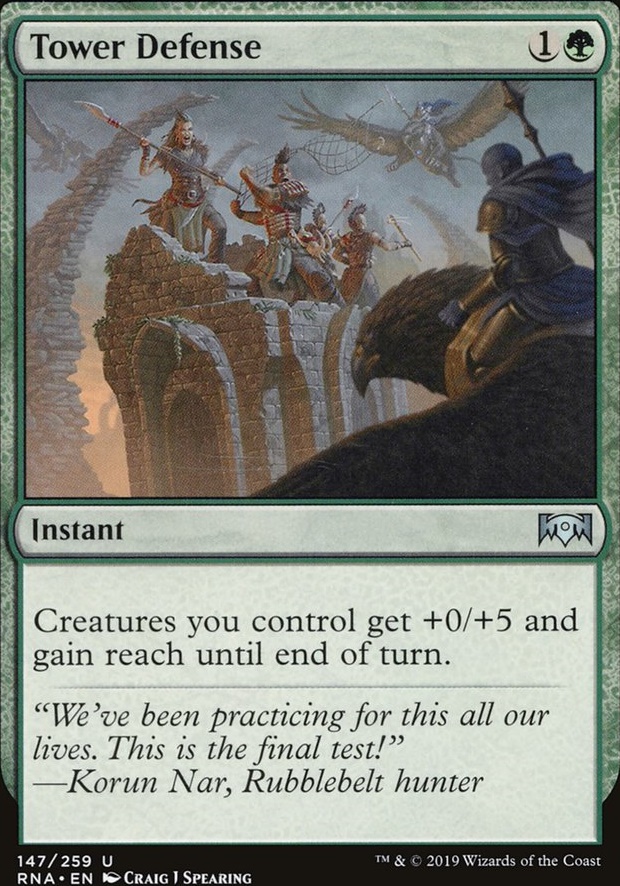 Tower Defense 1
Instant
Creatures you control get +0/+5 and
gain reach until end of turn.
“We’ve been practicing for this all our
lives. This is the final test!”
—Korun Nar, Rubblebelt hunter
147/259 U
RNA • EN Craig J Spearing
™ & © 2019 Wizards of the Coast